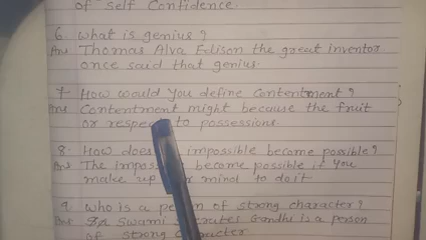 of self Confidence.
6. What is genius?
Ans Thomas Alva Edison the great inventor
once said that genius.
7. How would you define Contentment?
Ans Contentment might because the fruit
or to possessions
8. How does impossible become possible?
Ans The become possible if you
make up mind to do it
9. who is a of strong character?
Ans Swami Gandhi is a person
of strong character